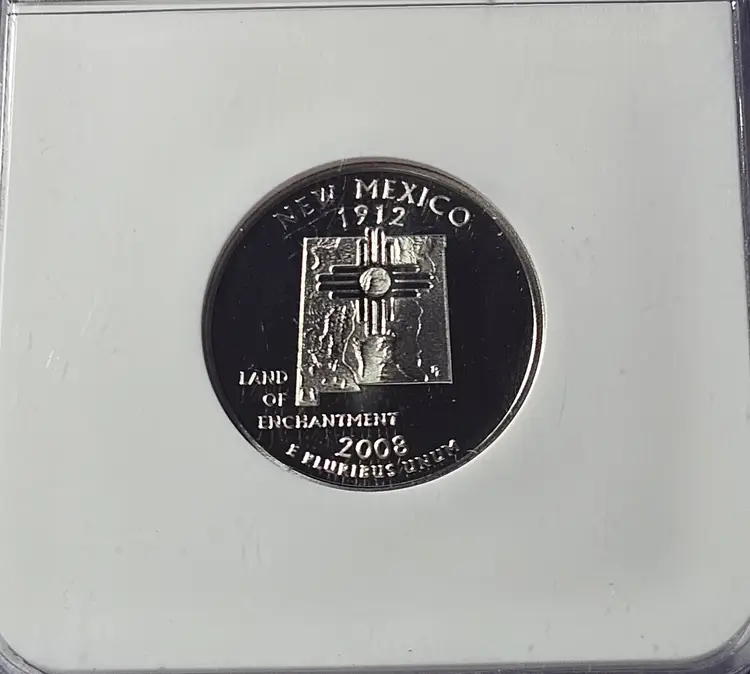 NEW MEXICO
1912
LAND
OF
ENCHANTMENT
2008
E PLURIBUS UNUM